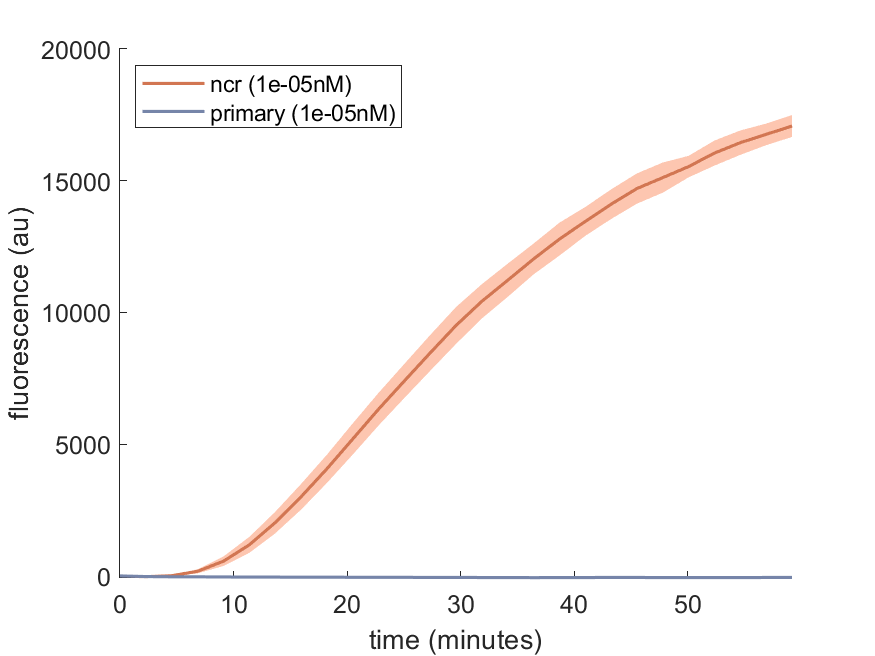 20000
15000
10000
5000
0
fluorescence (au)
ncr (1e-05nM)
primary (1e-05nM)
0 10 20 30 40 50
time (minutes)